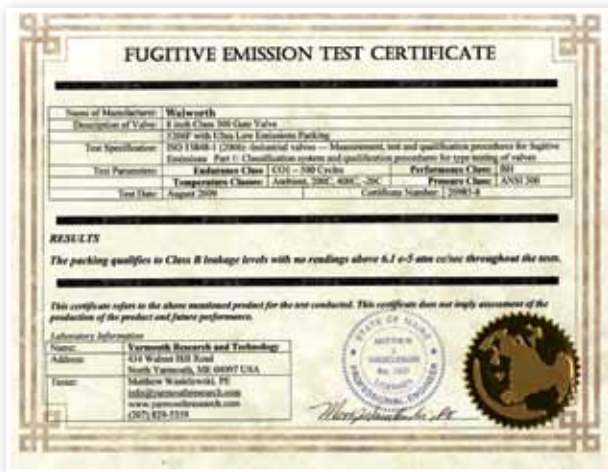 FUGITIVE EMISSION TEST CERTIFICATE
Name of Manufacturer: Walworth
Description of Valve: 8 inch Class 300 Gate Valve
with Ultra Low Emissions Packing
Test Specification: ISO 15848-1 (2006) -Industrial valves — Measurement, test and qualification procedures for fugitive
Emissions Part 1: Classification system and qualification procedures for type testing of valves
Test Parameters: Endurance Class CO1 – 500 Cycles Performance Class: BH
Temperature Classes: Ambient, 200C, 400C, -20C Pressure Class: ANSI 300
Test Date: August 2009 Certificate Number:
RESULTS
The packing qualifies to Class B leakage levels with no readings above 6.1 e-5 atm cc/sec throughout the tests.
This certificate refers to the above mentioned product for the test conducted. This certificate does not imply assessment of the
production of the product and future performance.
Laboratory Information
Name: Yarmouth Research and Technology
Address: 434 Walnut Hill Road
North Yarmouth, ME 04097 USA
Tester: Matthew Wasielewski, PE
info@yarmouthresearch.com
www.yarmouthresearch.com
(207) 829-5359
STATE OF MAINE
MATTHEW
J.
WASIELEWSKI
PROFESSIONAL ENGINEER